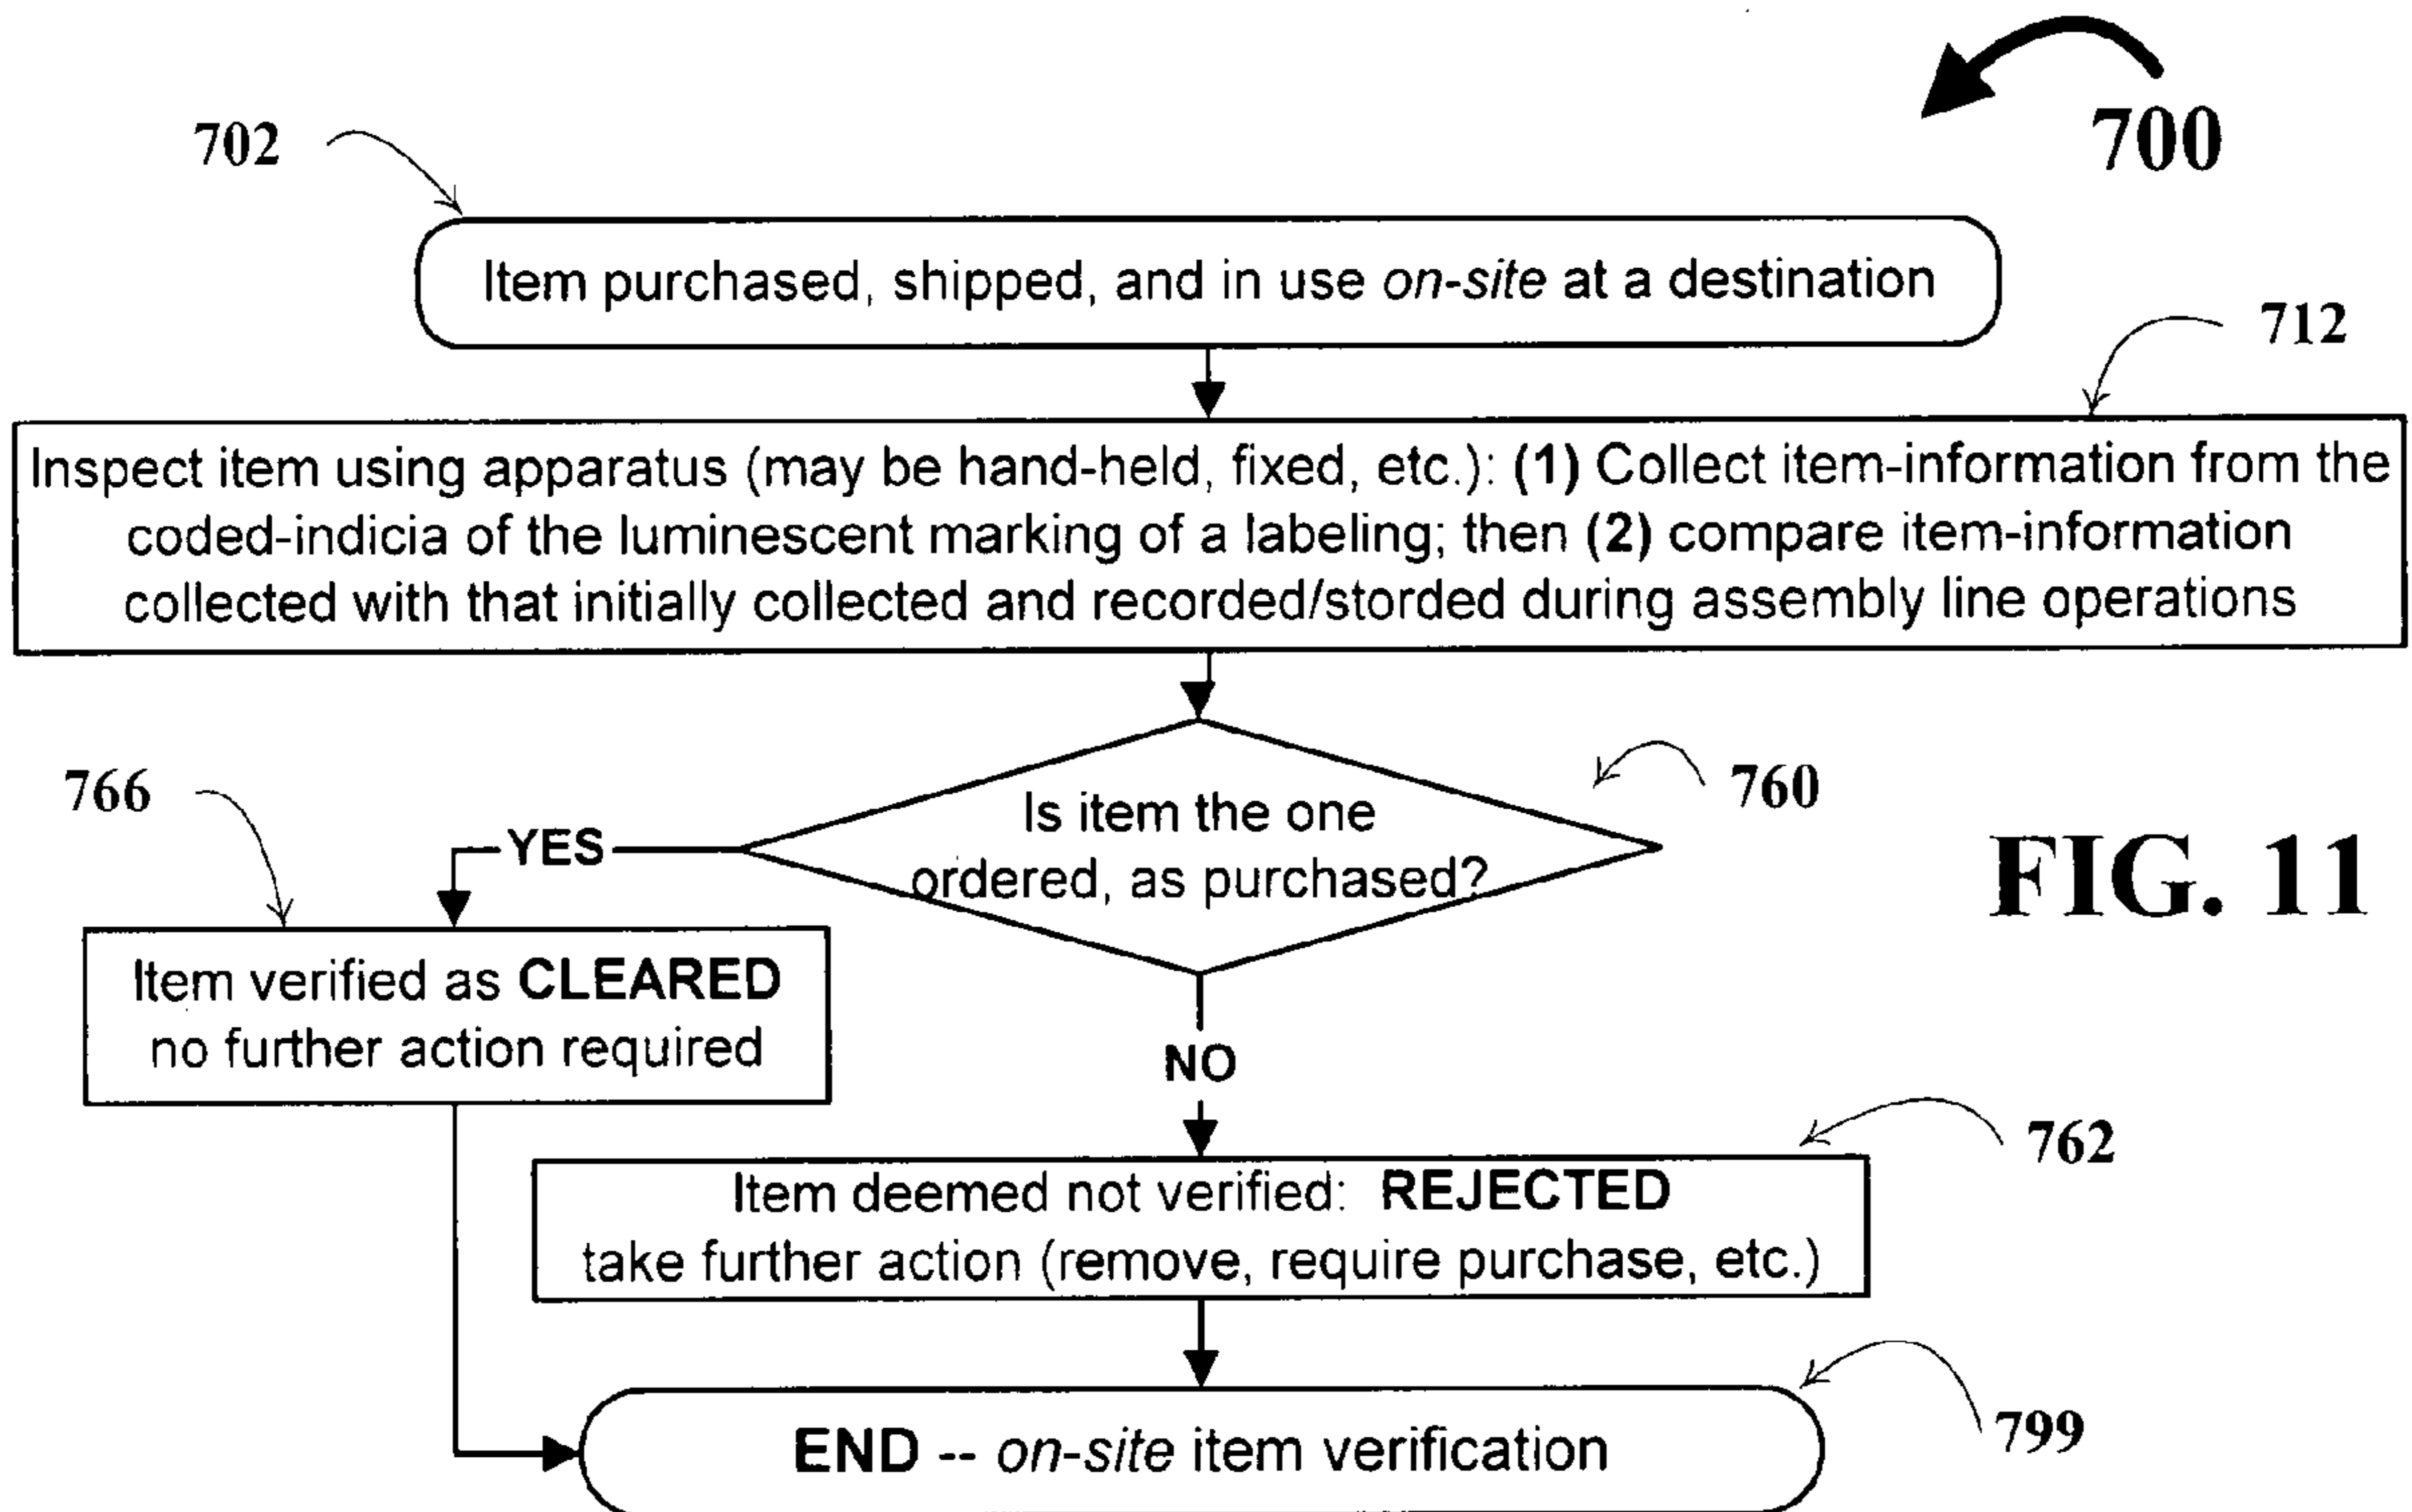 700
702
Item purchased, shipped, and in use on-site at a destination
712
Inspect item using apparatus (may be hand-held, fixed, etc.): (1) Collect item-information from the
coded-indicia of the luminescent marking of a labeling; then (2) compare item-information
collected with that initially collected and recorded/storded during assembly line operations
760
Is item the one
ordered, as purchased?
766
YES
FIG. 11
Item verified as CLEARED
no further action required
NO
762
Item deemed not verified: REJECTED
take further action (remove, require purchase, etc.)
799
END -- on-site item verification